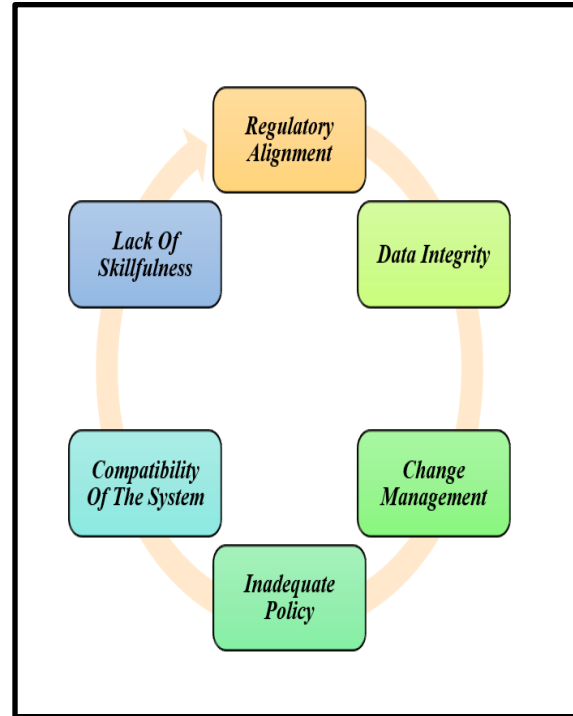 Regulatory
Alignment
Data Integrity
Change
Management
Inadequate
Policy
Compatibility
Of The System
Lack Of
Skillfulness